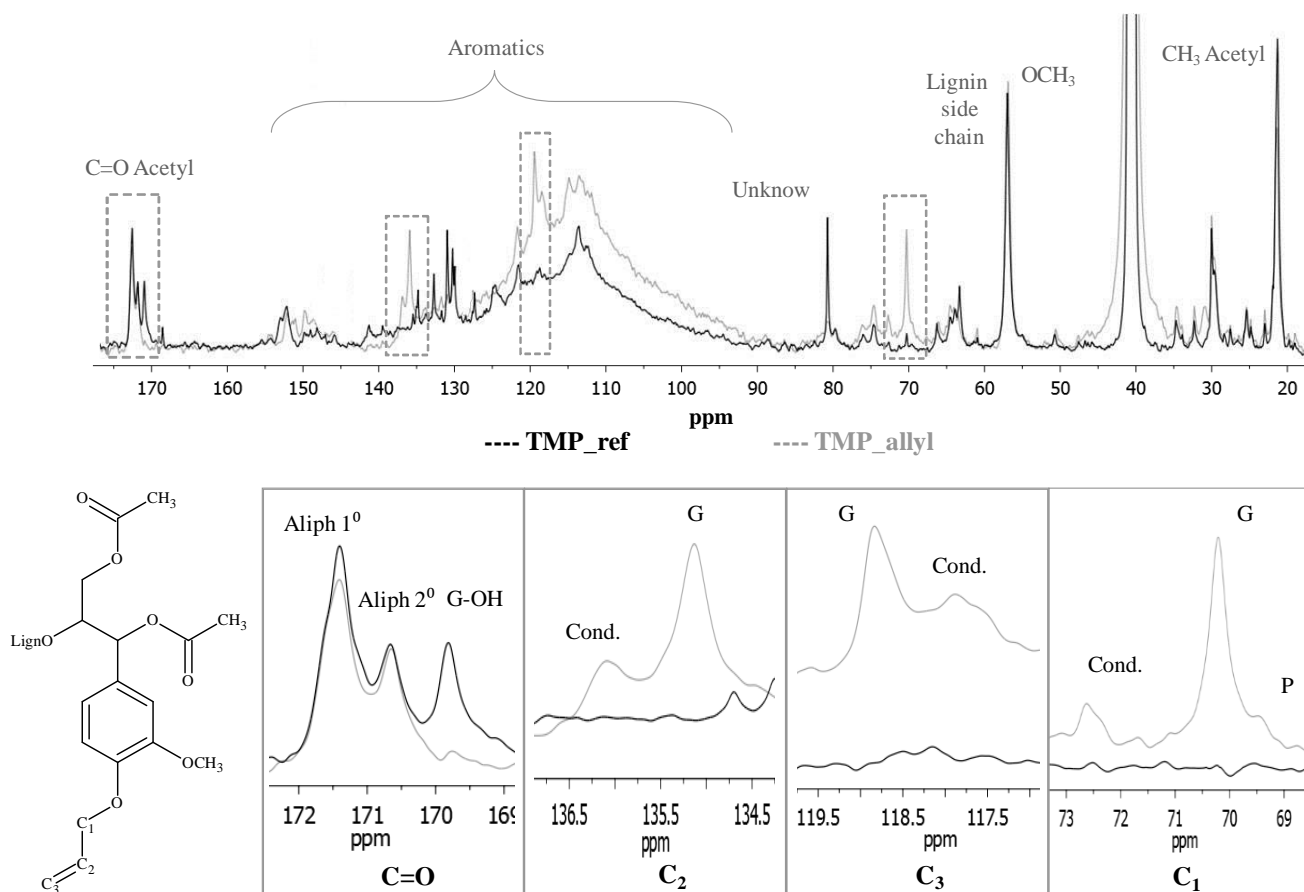 Aromatics
C=O Acetyl
Unknow
Lignin
side
chain
OCH3
CH3 Acetyl
170 160 150 140 130 120 110 100 90 80 70 60 50 40 30 20
ppm
TMP_ref
TMP_allyl
O
CH3
O
O
CH3
LignO
O
OCH3
O
C1
C2
C3
Aliph 1⁰
Aliph 2⁰ G-OH
172 171 170 169
ppm
C=O
G
Cond.
136.5 135.5 134.5
ppm
C2
G
Cond.
119.5 118.5 117.5
ppm
C3
G
Cond.
P
73 72 71 70 69
ppm
C1